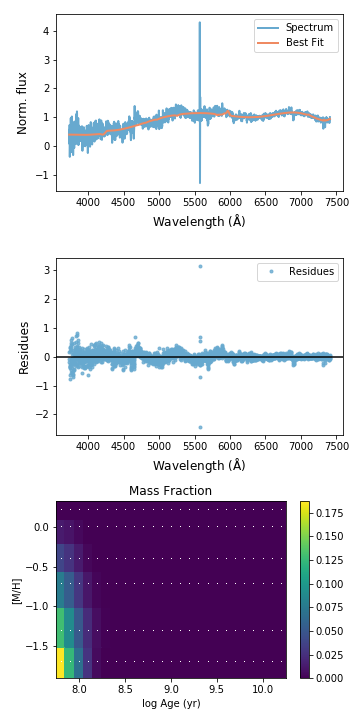 Norm. flux
4
3
2
1
0
−1
Spectrum
Best Fit
4000 4500 5000 5500 6000 6500 7000 7500
Wavelength (Å)
Residues
3
2
1
0
−1
−2
Residues
4000 4500 5000 5500 6000 6500 7000 7500
Wavelength (Å)
Mass Fraction
[M/H]
0.0
−0.5
−1.0
−1.5
8.0 8.5 9.0 9.5 10.0
log Age (yr)
0.175
0.150
0.125
0.100
0.075
0.050
0.025
0.000